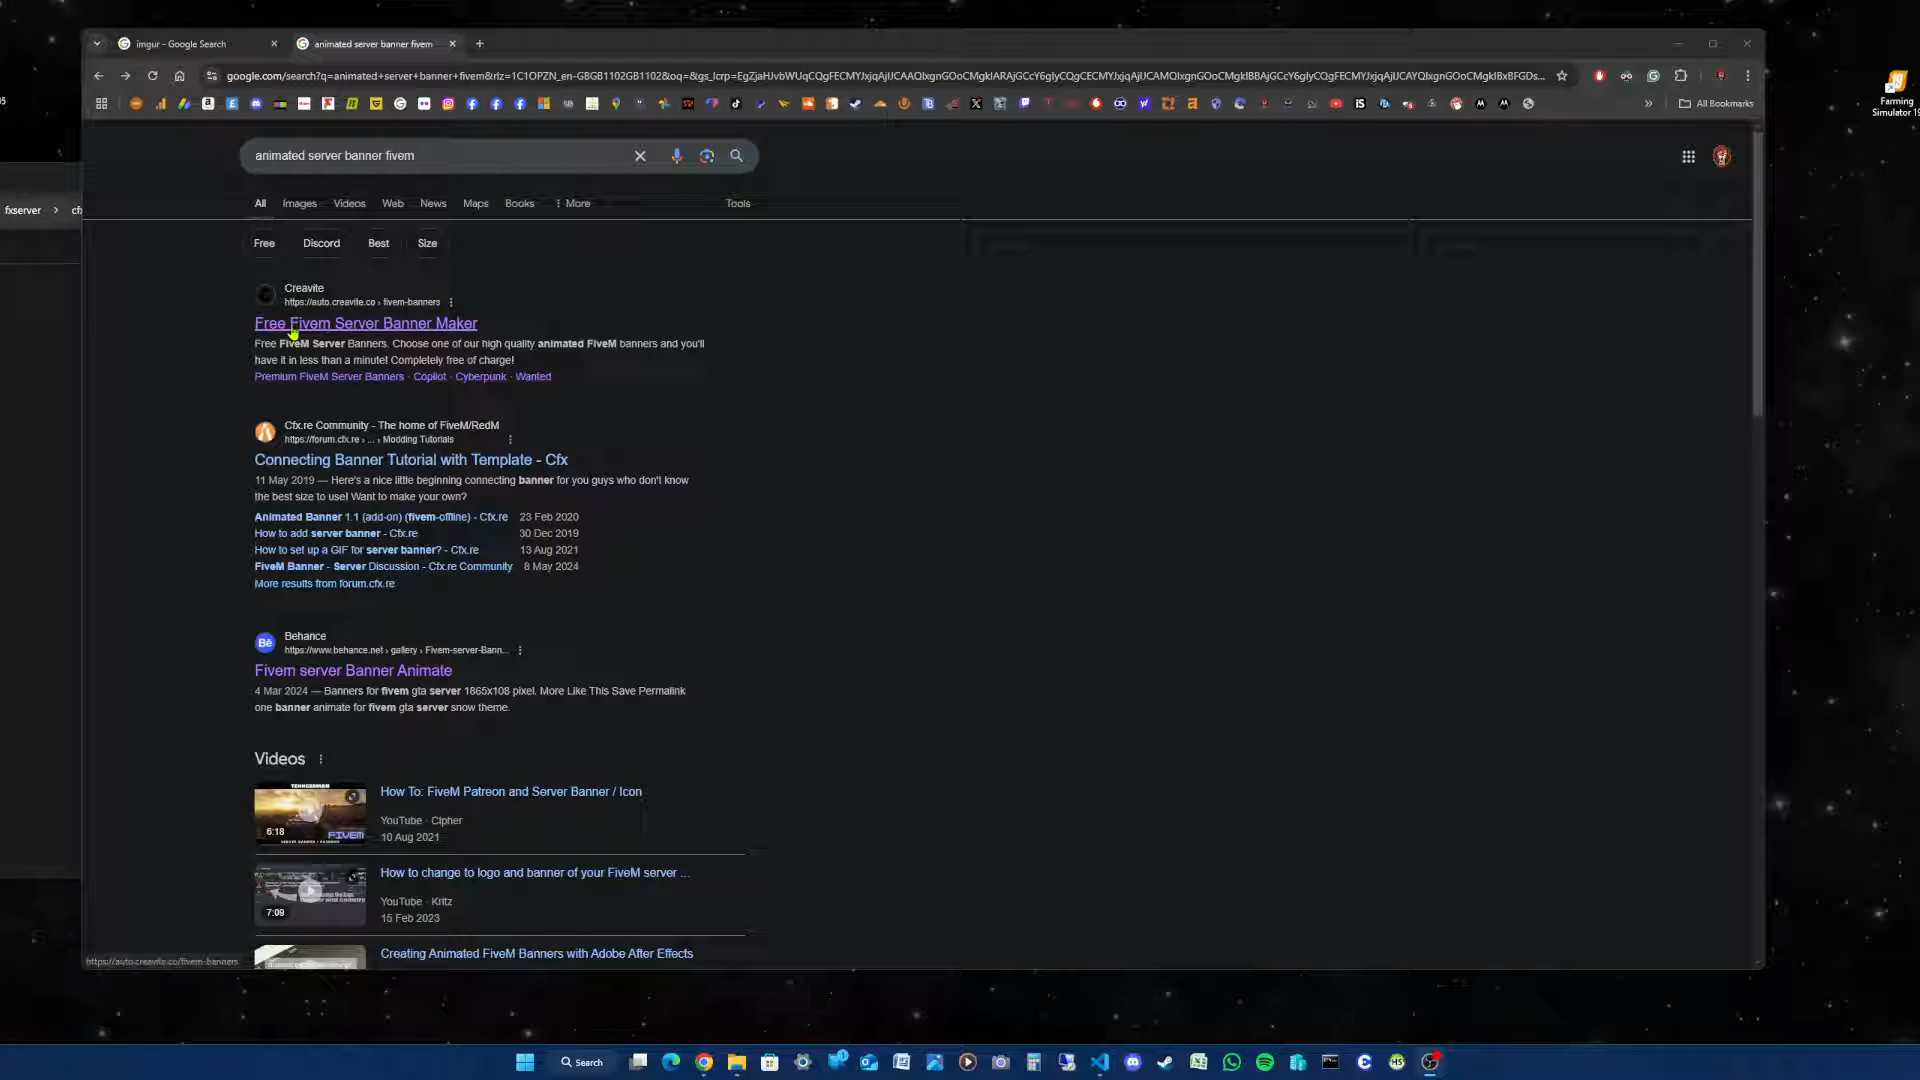 imgur - Google Search
animated server banner fivem
Farming
Simulator 19
All Bookmarks
animated server banner fivem
fxserver
All
Images
Videos
Web
News
Maps
Books
More
Tools
Free
Discord
Best
Size
Creavite
https://auto.creavite.co › fivem-banners
Free Fivem Server Banner Maker
Free FiveM Server Banners. Choose one of our high quality animated FiveM banners and you'll
have it in less than a minute! Completely free of charge!
Premium FiveM Server Banners · Copilot · Cyberpunk · Wanted
Cfx.re Community - The home of FiveM/RedM
https://forum.cfx.re › ... › Modding Tutorials
Connecting Banner Tutorial with Template - Cfx
11 May 2019 — Here's a nice little beginning connecting banner for you guys who don't know
the best size to use! Want to make your own?
Animated Banner 1.1 (add-on) (fivem-offline) - Cfx.re 23 Feb 2020
How to add server banner - Cfx.re 30 Dec 2019
How to set up a GIF for server banner? - Cfx.re 13 Aug 2021
FiveM Banner - Server Discussion - Cfx.re Community 8 May 2024
More results from forum.cfx.re
Behance
https://www.behance.net › gallery › Fivem-server-Bann...
Fivem server Banner Animate
4 Mar 2024 — Banners for fivem gta server 1865x108 pixel. More Like This Save Permalink
one banner animate for fivem gta server snow theme.
Videos
How To: FiveM Patreon and Server Banner / Icon
YouTube · Cipher
10 Aug 2021
6:18
FIVEM
How to change to logo and banner of your FiveM server ...
YouTube · Kritz
15 Feb 2023
7:09
Creating Animated FiveM Banners with Adobe After Effects
https://auto.creavite.co/fivem-banners
Search